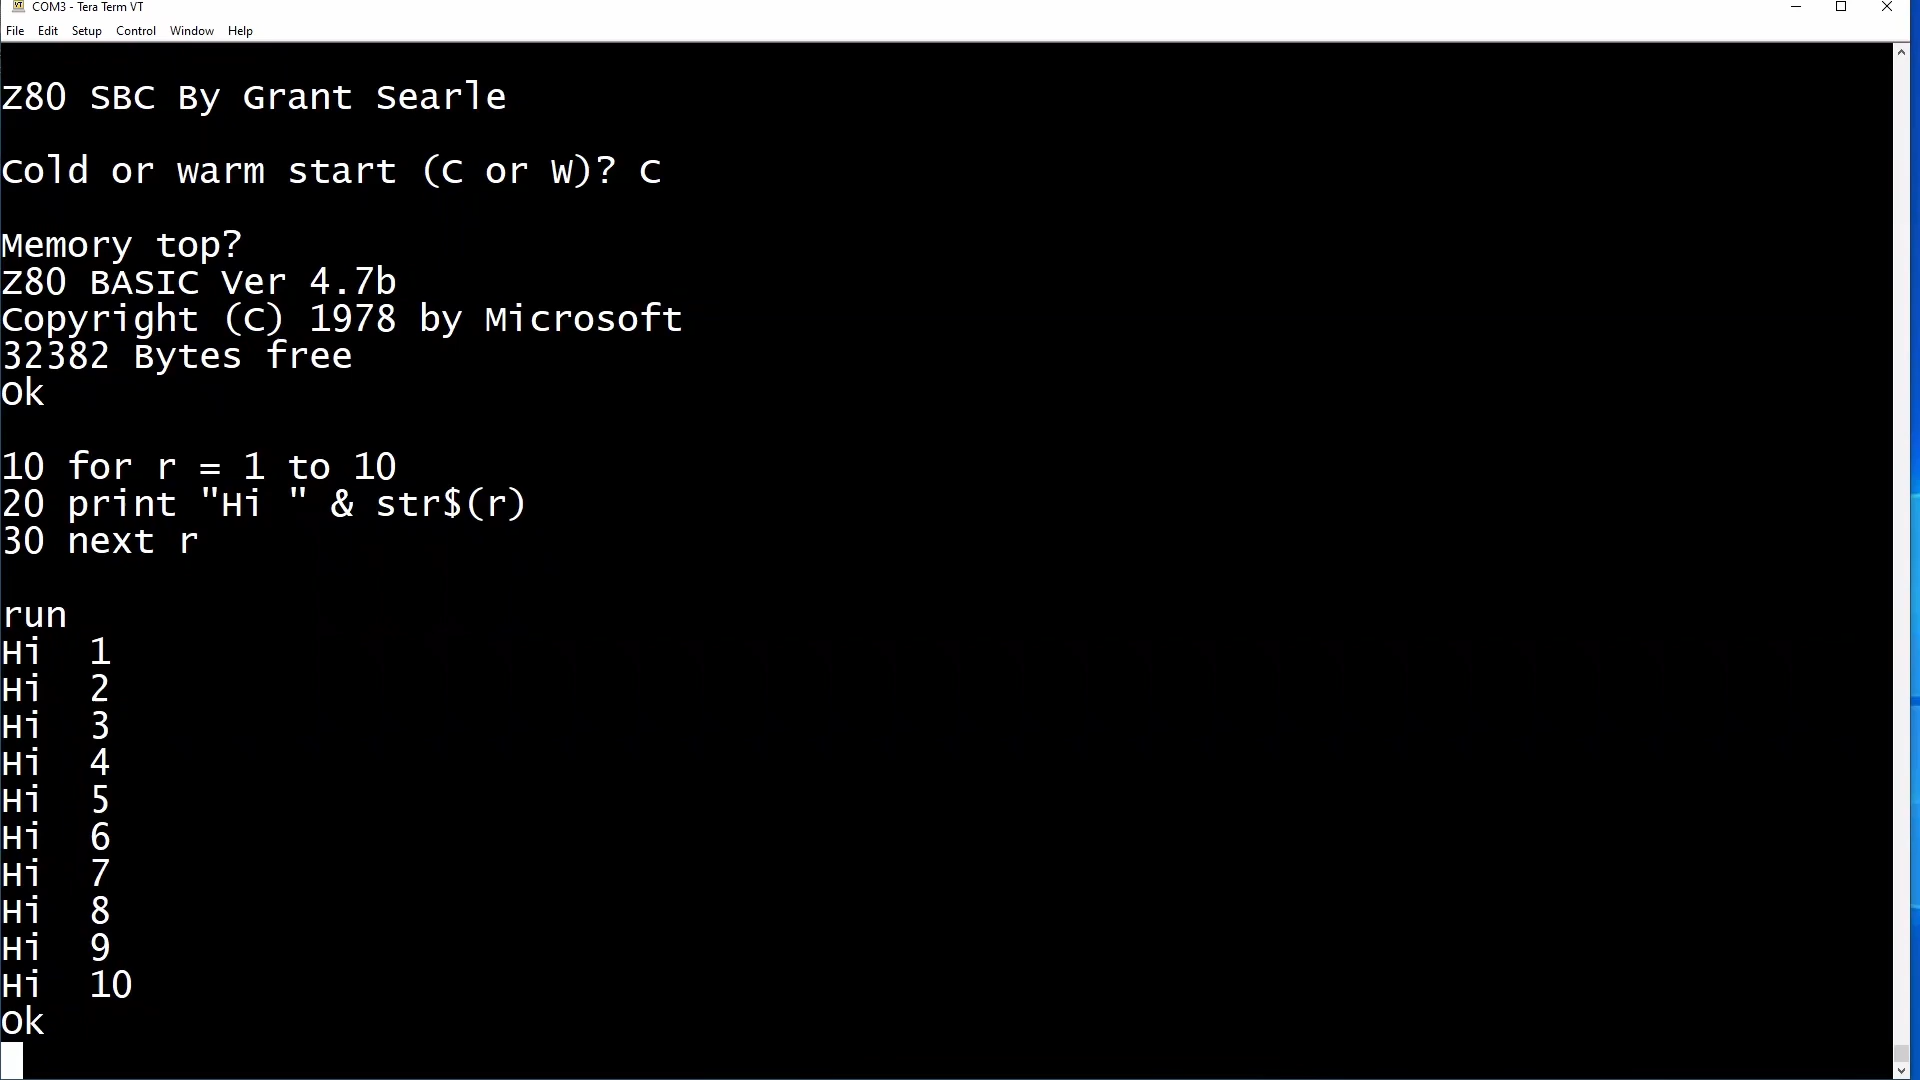 COM3 - Tera Term VT
File Edit Setup Control Window Help
Z80 SBC By Grant Searle
Cold or warm start (C or W)? C
Memory top?
Z80 BASIC Ver 4.7b
Copyright (C) 1978 by Microsoft
32382 Bytes free
Ok
10 for r = 1 to 10
20 print "Hi " & str$(r)
30 next r
run
Hi  1
Hi  2
Hi  3
Hi  4
Hi  5
Hi  6
Hi  7
Hi  8
Hi  9
Hi  10
Ok